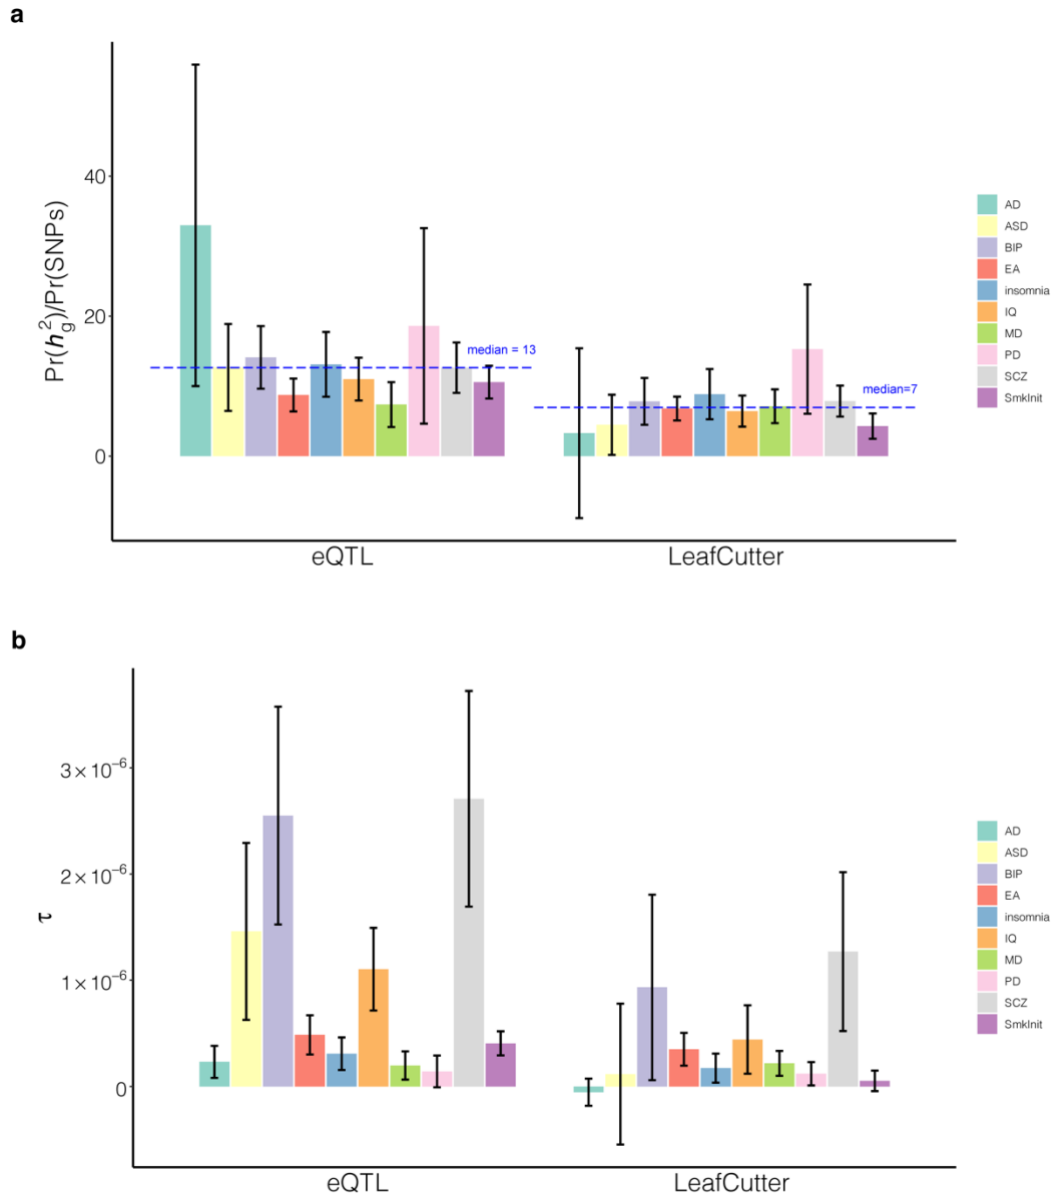 a
Pr(h²g)/Pr(SNPs)
40
20
0
median = 13
median=7
eQTL
LeafCutter
AD
ASD
BIP
EA
insomnia
IQ
MD
PD
SCZ
SmkInit
b
τ
3×10⁻⁶
2×10⁻⁶
1×10⁻⁶
0
eQTL
LeafCutter
AD
ASD
BIP
EA
insomnia
IQ
MD
PD
SCZ
SmkInit